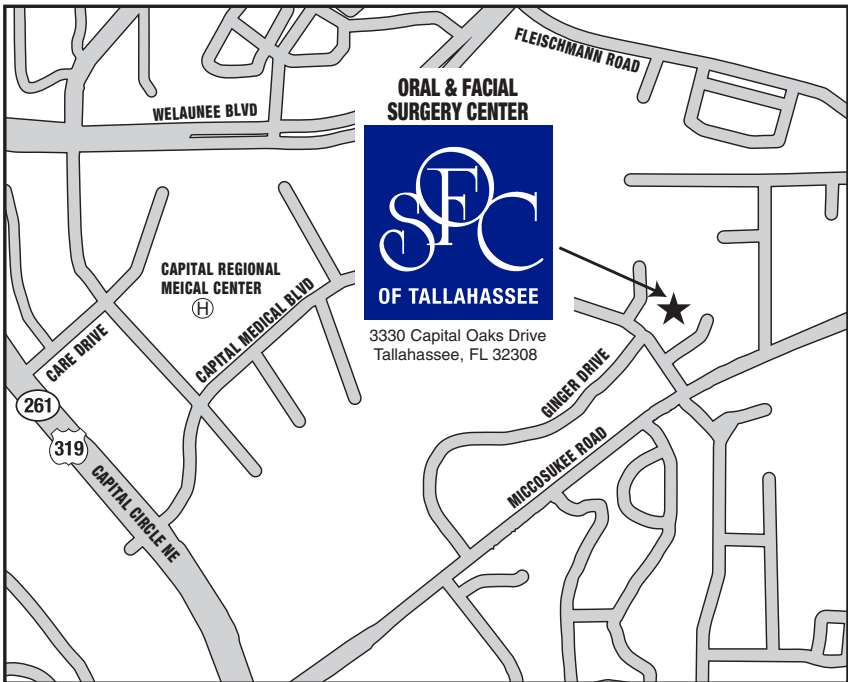 FLEISCHMANN ROAD
ORAL & FACIAL
SURGERY CENTER
WELAUNEE BLVD
SOFC
OF TALLAHASSEE
3330 Capital Oaks Drive
Tallahassee, FL 32308
CAPITAL REGIONAL
MEICAL CENTER
H
CAPITAL MEDICAL BLVD
CARE DRIVE
261
319
CAPITAL CIRCLE NE
GINGER DRIVE
MICCOSUKEE ROAD